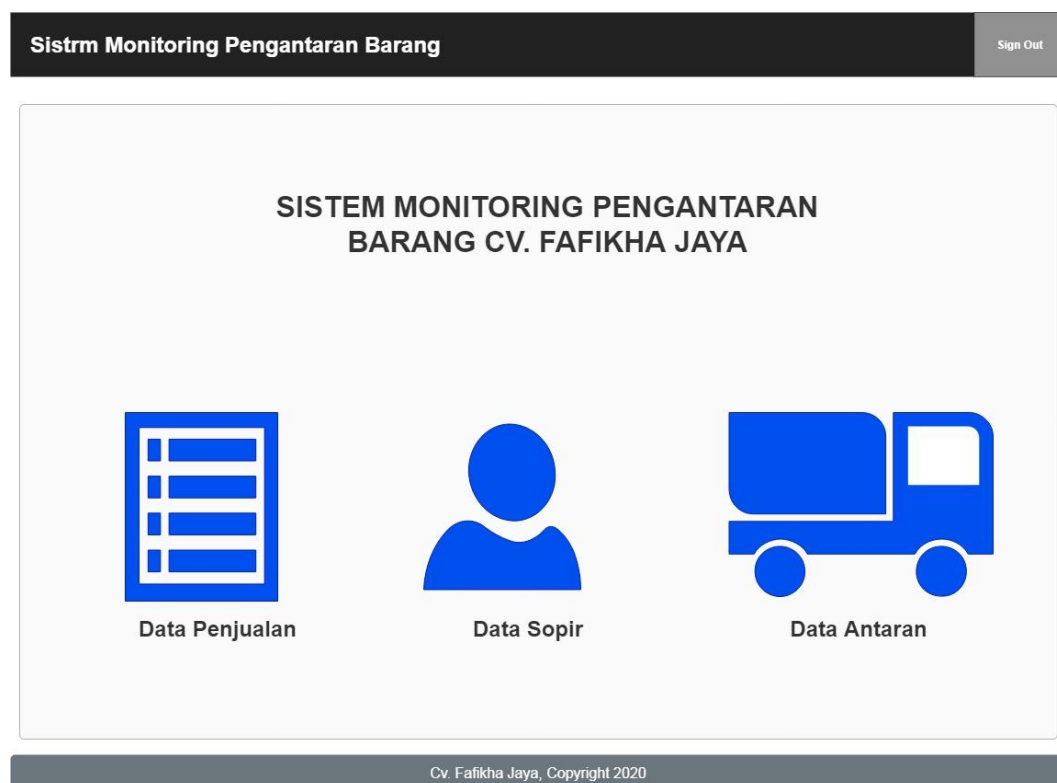 Sistrm Monitoring Pengantaran Barang
Sign Out
SISTEM MONITORING PENGANTARAN
BARANG CV. FAFIKHA JAYA
Data Penjualan
Data Sopir
Data Antaran
Cv. Fafikha Jaya, Copyright 2020